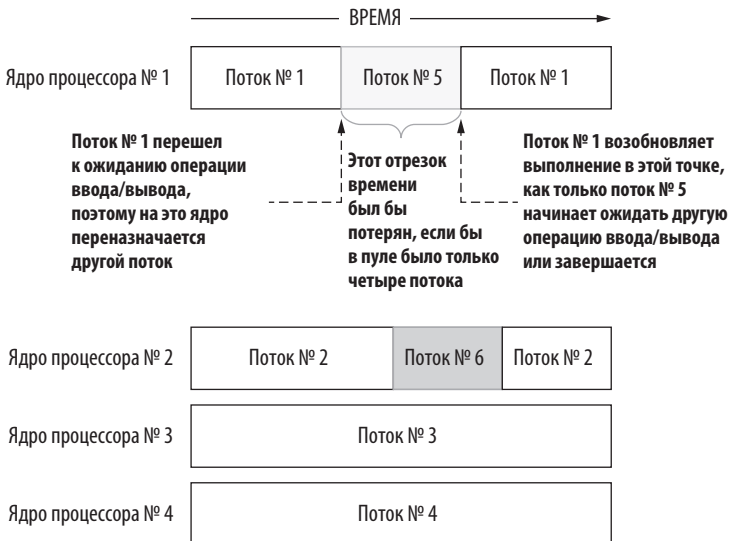 ВРЕМЯ
Ядро процессора № 1
Поток № 1
Поток № 5
Поток № 1
Поток № 1 перешел
к ожиданию операции
ввода/вывода,
поэтому на это ядро
переназначается
другой поток
Этот отрезок
времени
был бы
потерян, если бы
в пуле было только
четыре потока
Поток № 1 возобновляет
выполнение в этой точке,
как только поток № 5
начинает ожидать другую
операцию ввода/вывода
или завершается
Ядро процессора № 2
Поток № 2
Поток № 6
Поток № 2
Ядро процессора № 3
Поток № 3
Ядро процессора № 4
Поток № 4